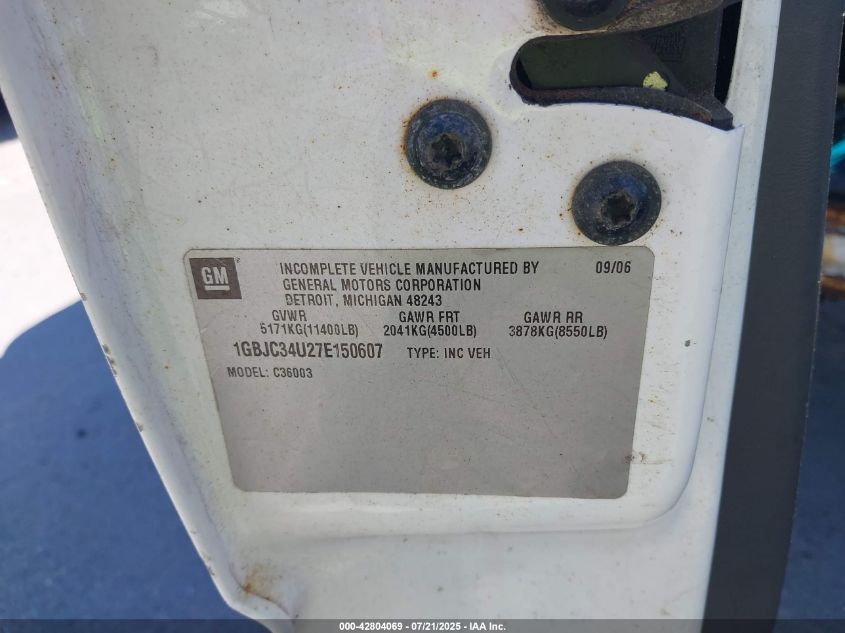 GM
INCOMPLETE VEHICLE MANUFACTURED BY 09/06
GENERAL MOTORS CORPORATION
DETROIT, MICHIGAN 48243
GVWR GAWR FRT GAWR RR
5171KG(11400LB) 2041KG(4500LB) 3878KG(8550LB)
1GBJC34U27E150607 TYPE: INC VEH
MODEL: C36003
000-42804069 - 07/21/2025 - IAA Inc.